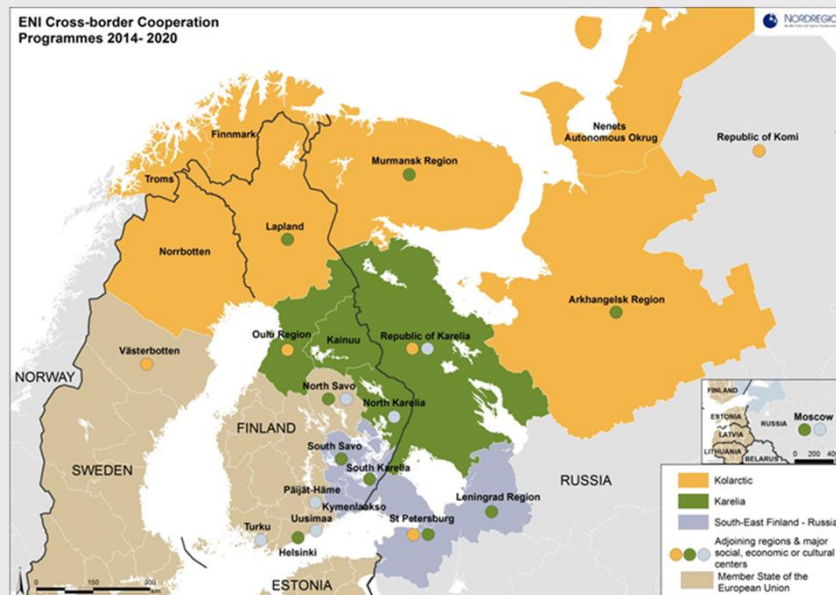 ENI Cross-border Cooperation
Programmes 2014- 2020
NORDREGIO
Finnmark
Troms
Murmansk Region
Nenets
Autonomous Okrug
Republic of Komi
Lapland
Norrbotten
Arkhangelsk Region
Oulu Region
Kainuu
Republic of Karelia
Västerbotten
NORWAY
North Savo
North Karelia
FINLAND
SWEDEN
South Savo
South Karelia
Päijät-Häme
Kymenlaakso
Uusimaa
Turku
Helsinki
St Petersburg
Leningrad Region
RUSSIA
ESTONIA
FINLAND
ESTONIA
RUSSIA
LATVIA
LITHUANIA
BELARUS
Moscow
0 200 400
0 150 300
km
Kolarctic
Karelia
South-East Finland - Russia
Adjoining regions & major
social, economic or cultural
centers
Member State of the
European Union